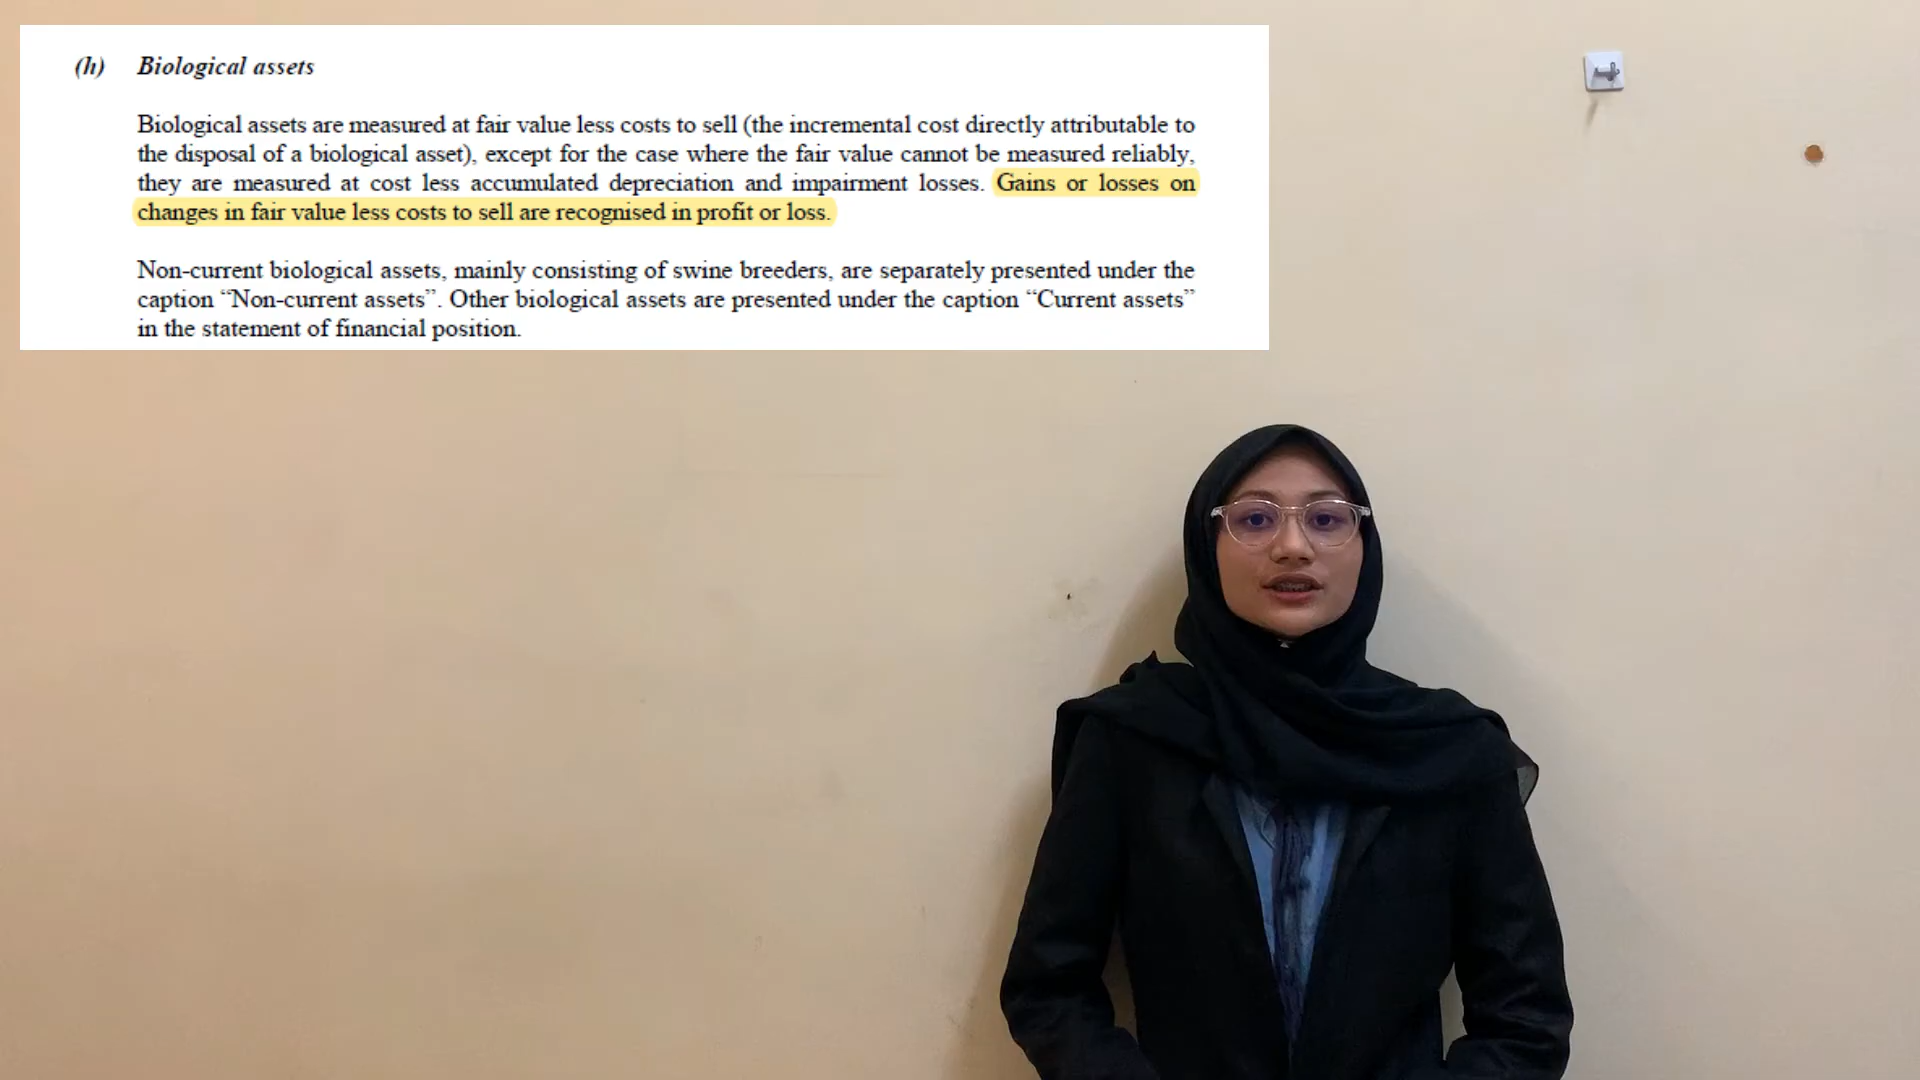 (h) Biological assets
Biological assets are measured at fair value less costs to sell (the incremental cost directly attributable to
the disposal of a biological asset), except for the case where the fair value cannot be measured reliably,
they are measured at cost less accumulated depreciation and impairment losses. Gains or losses on
changes in fair value less costs to sell are recognised in profit or loss.
Non-current biological assets, mainly consisting of swine breeders, are separately presented under the
caption “Non-current assets”. Other biological assets are presented under the caption “Current assets”
in the statement of financial position.